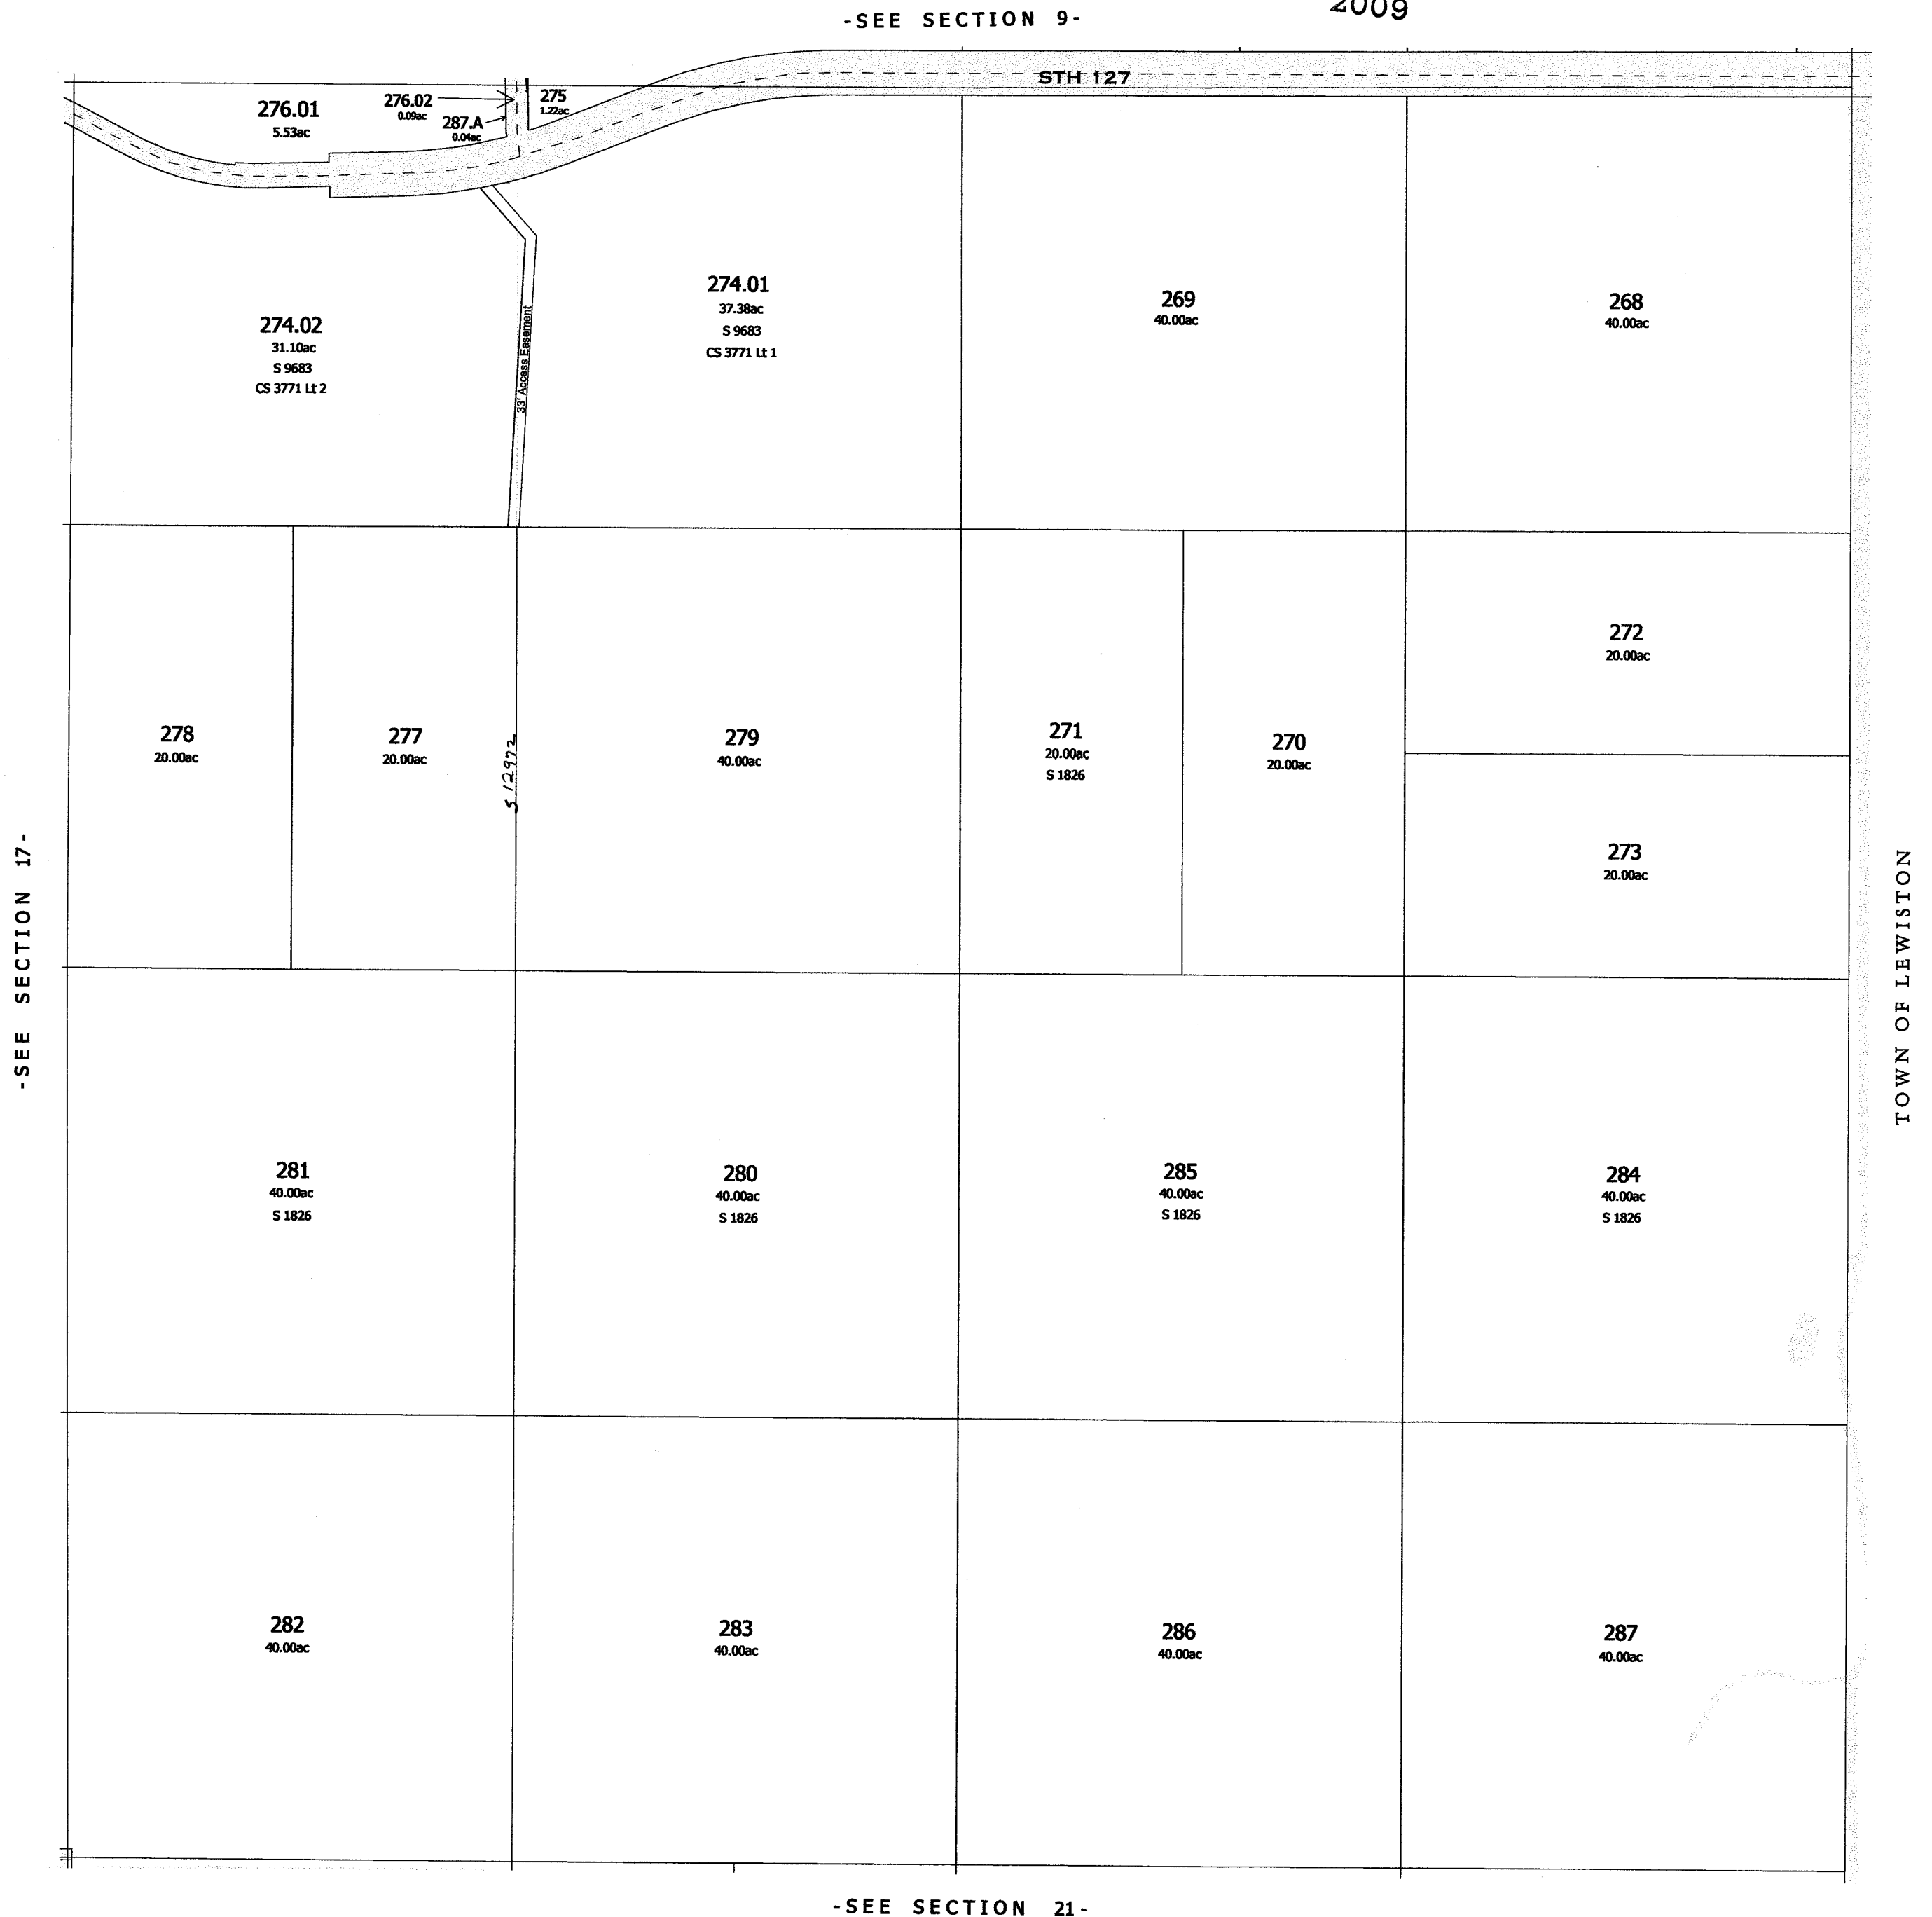 2009
-SEE SECTION 9-
STH 127
276.01
5.53ac
276.02
0.09ac
287.A
0.04ac
275
1.22ac
274.02
31.10ac
S 9683
CS 3771 Lt 2
33' Access Easement
274.01
37.38ac
S 9683
CS 3771 Lt 1
269
40.00ac
268
40.00ac
278
20.00ac
277
20.00ac
S 12972
279
40.00ac
271
20.00ac
S 1826
270
20.00ac
272
20.00ac
273
20.00ac
-SEE SECTION 17-
TOWN OF LEWISTON
281
40.00ac
S 1826
280
40.00ac
S 1826
285
40.00ac
S 1826
284
40.00ac
S 1826
282
40.00ac
283
40.00ac
286
40.00ac
287
40.00ac
-SEE SECTION 21-